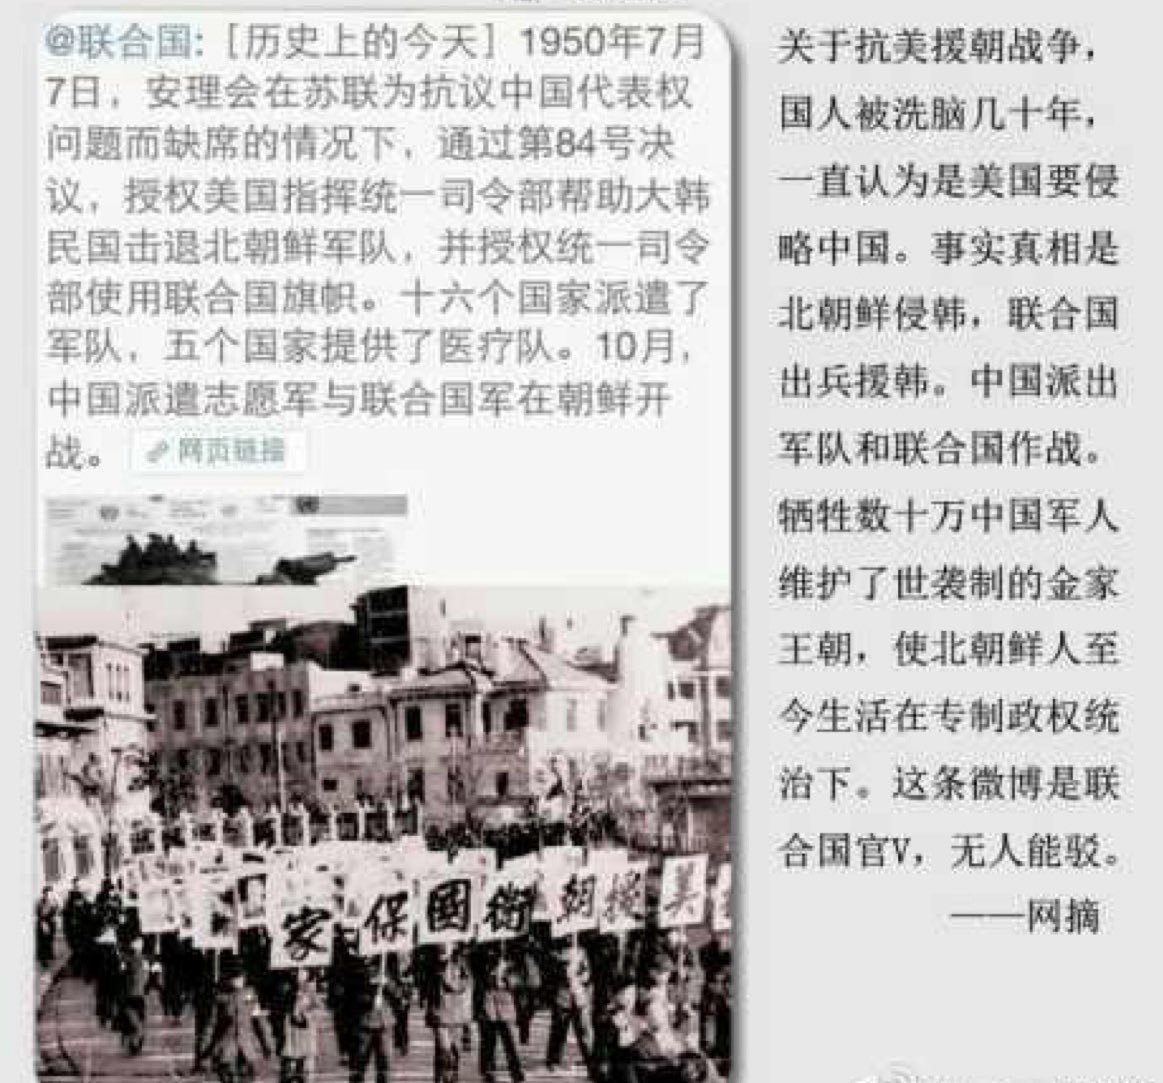 @联合国: [历史上的今天] 1950年7月
7日，安理会在苏联为抗议中国代表权
问题而缺席的情况下，通过第84号决
议，授权美国指挥统一司令部帮助大韩
民国击退北朝鲜军队，并授权统一司令
部使用联合国旗帜。十六个国家派遣了
军队，五个国家提供了医疗队。10月，
中国派遣志愿军与联合国军在朝鲜开
战。 网页链接
家 保 國 衛 朝 援 美
关于抗美援朝战争，
国人被洗脑几十年，
一直认为是美国要侵
略中国。事实真相是
北朝鲜侵韩，联合国
出兵援韩。中国派出
军队和联合国作战。
牺牲数十万中国军人
维护了世袭制的金家
王朝，使北朝鲜人至
今生活在专制政权统
治下。这条微博是联
合国官V，无人能驳。
——网摘